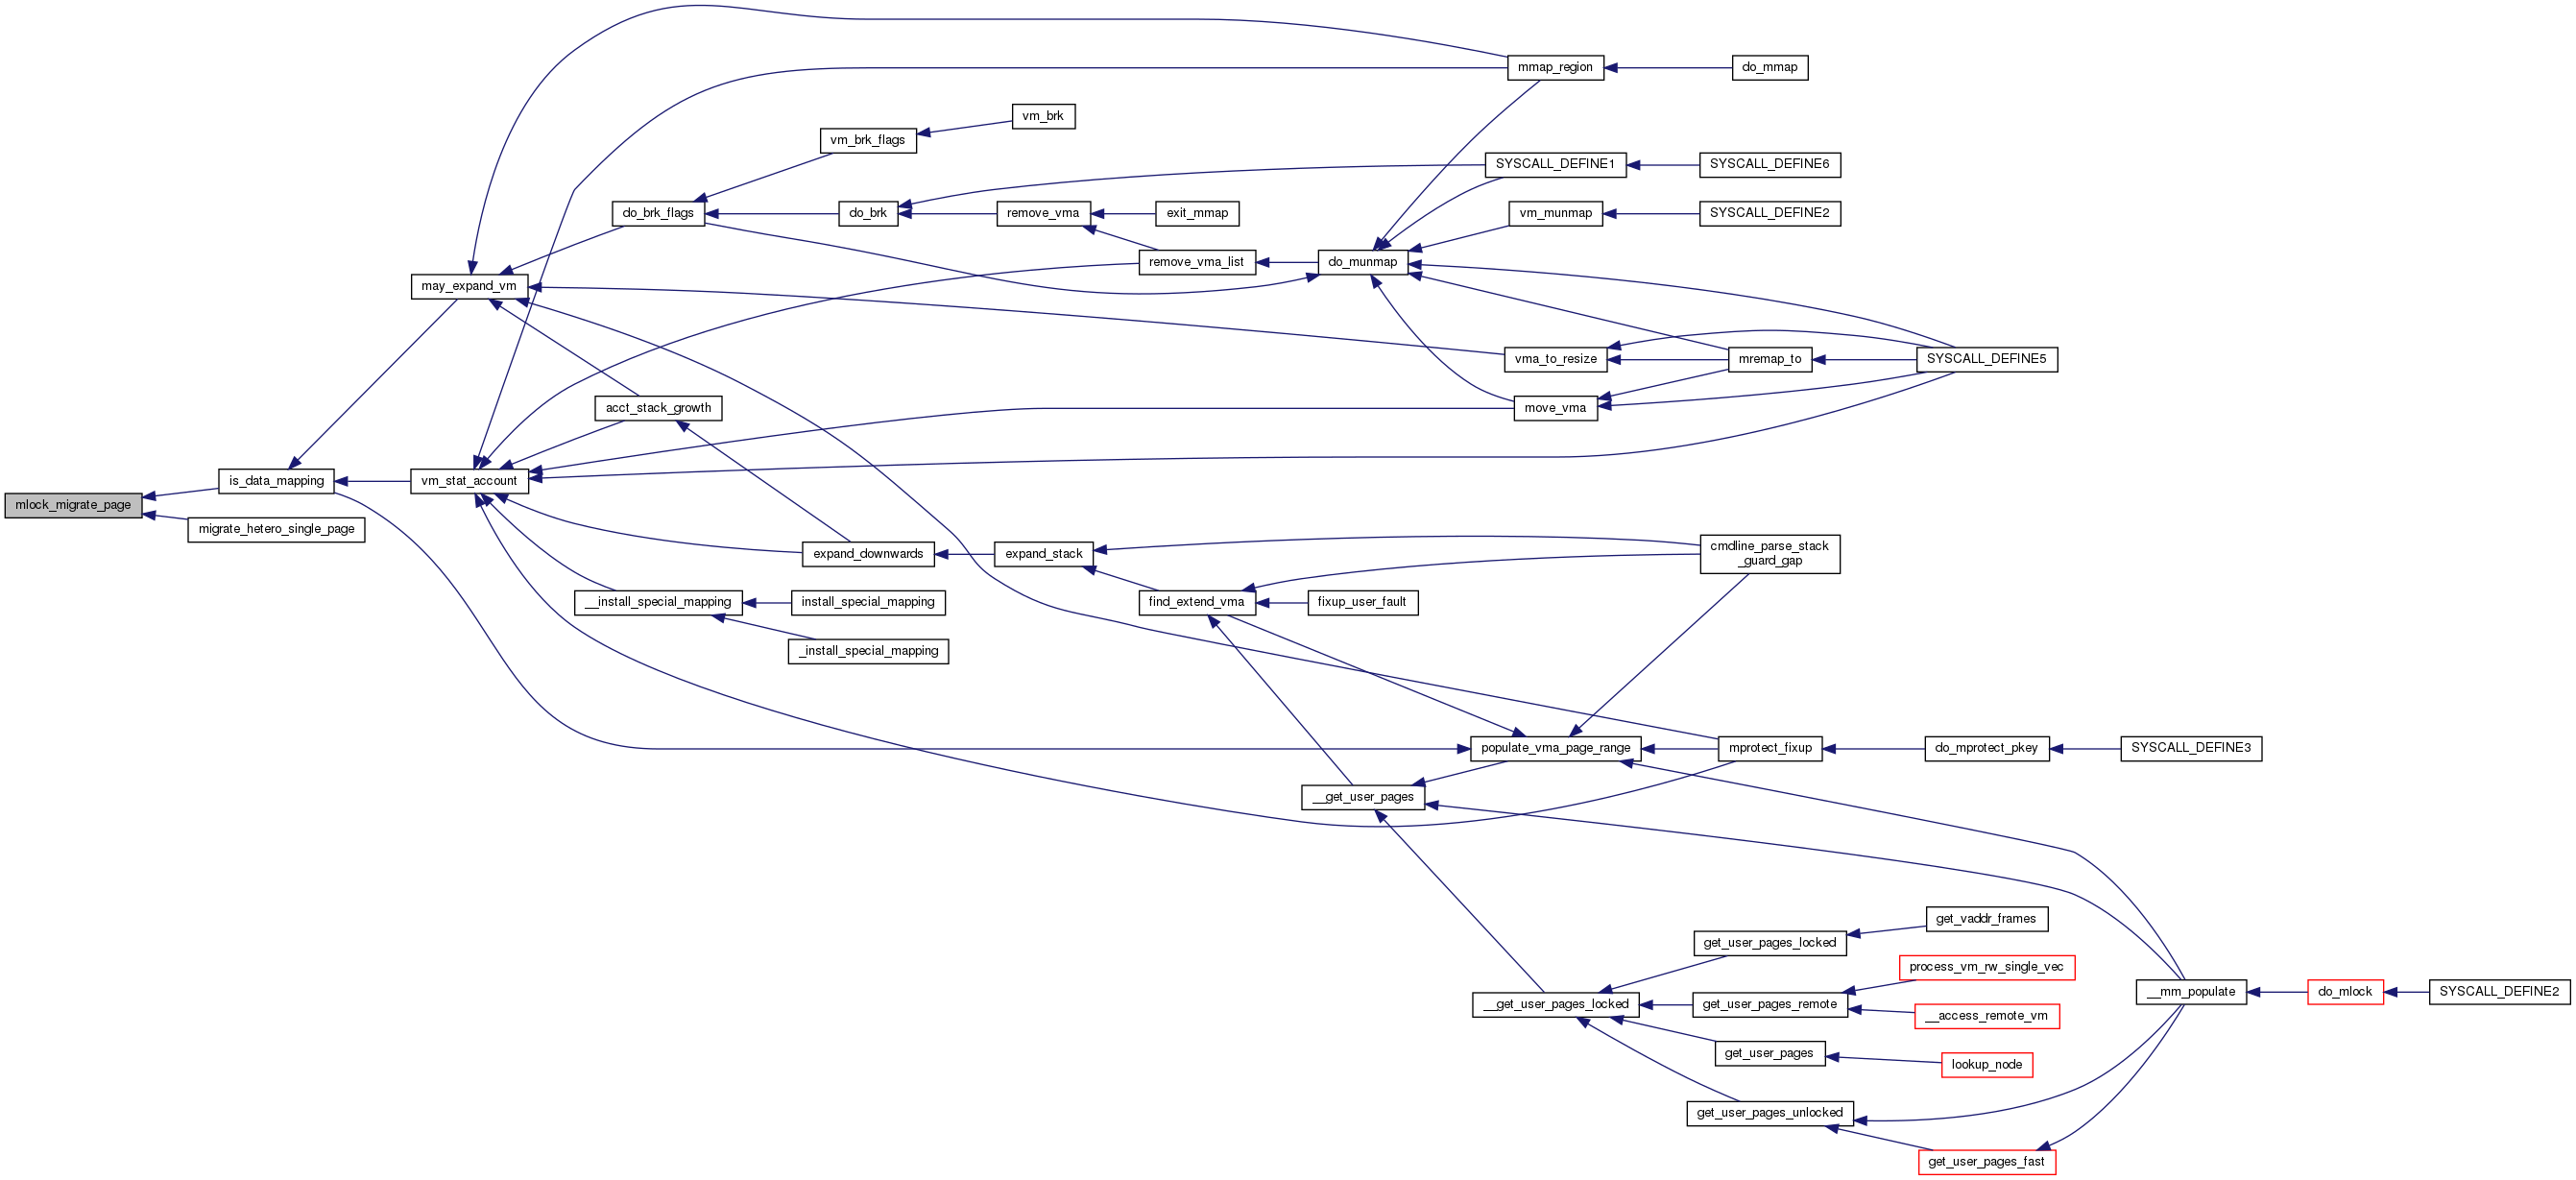 mmap_region
do_mmap
vm_brk
vm_brk_flags
SYSCALL_DEFINE1
SYSCALL_DEFINE6
do_brk_flags
do_brk
remove_vma
exit_mmap
vm_munmap
SYSCALL_DEFINE2
remove_vma_list
do_munmap
may_expand_vm
vma_to_resize
mremap_to
SYSCALL_DEFINE5
acct_stack_growth
move_vma
is_data_mapping
vm_stat_account
mlock_migrate_page
migrate_hetero_single_page
expand_downwards
expand_stack
cmdline_parse_stack
_guard_gap
__install_special_mapping
install_special_mapping
find_extend_vma
fixup_user_fault
_install_special_mapping
populate_vma_page_range
mprotect_fixup
do_mprotect_pkey
SYSCALL_DEFINE3
__get_user_pages
get_vaddr_frames
get_user_pages_locked
process_vm_rw_single_vec
__get_user_pages_locked
get_user_pages_remote
__mm_populate
do_mlock
SYSCALL_DEFINE2
__access_remote_vm
get_user_pages
lookup_node
get_user_pages_unlocked
get_user_pages_fast